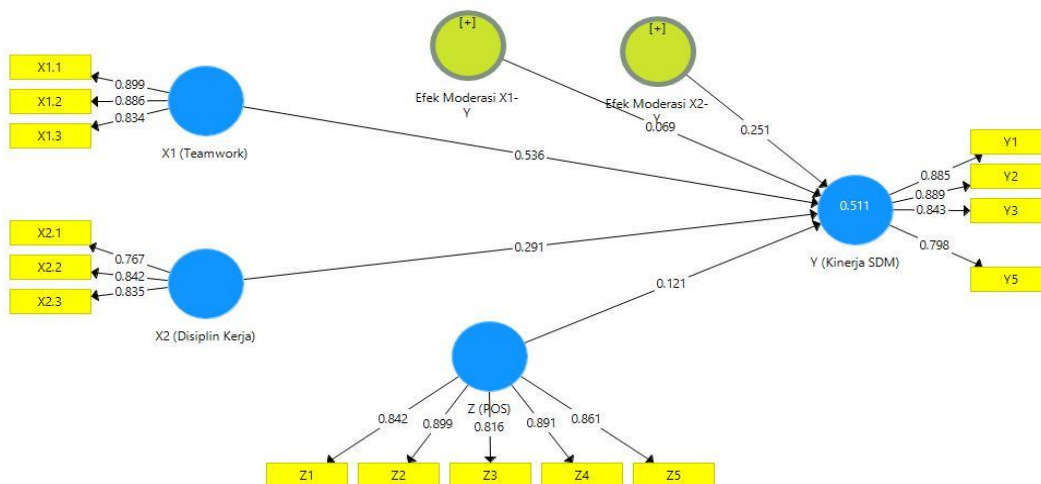 [+]
[+]
X1.1
X1.2
X1.3
0.899
0.886
0.834
X1 (Teamwork)
Efek Moderasi X1-
Y
Efek Moderasi X2-
Y
0.069
0.251
0.536
X2.1
X2.2
X2.3
0.767
0.842
0.835
X2 (Disiplin Kerja)
0.291
0.121
0.511
Y (Kinerja SDM)
0.885
0.889
0.843
0.798
Y1
Y2
Y3
Y5
Z (POS)
0.842
0.899
0.816
0.891
0.861
Z1
Z2
Z3
Z4
Z5